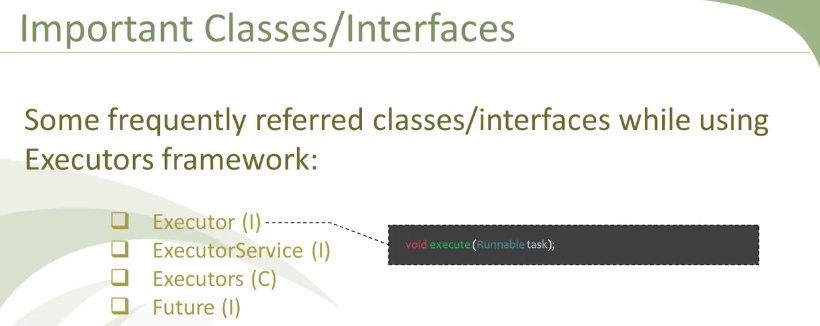 Important Classes/Interfaces
Some frequently referred classes/interfaces while using
Executors framework:
Executor (I)
void execute(Runnable task);
ExecutorService (I)
Executors (C)
Future (I)